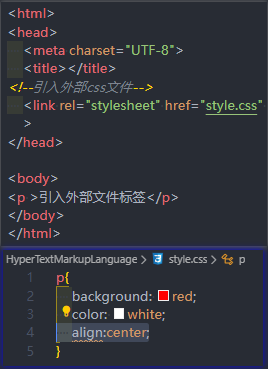 <html>
<head>
<meta charset="UTF-8">
<title></title>
<!--引入外部css文件-->
<link rel="stylesheet" href="style.css"
>
</head>
<body>
<p >引入外部文件标签</p>
</body>
</html>
HyperTextMarkupLanguage > style.css > p
1 p{
2 background: red;
3 color: white;
4 align:center;
5 }